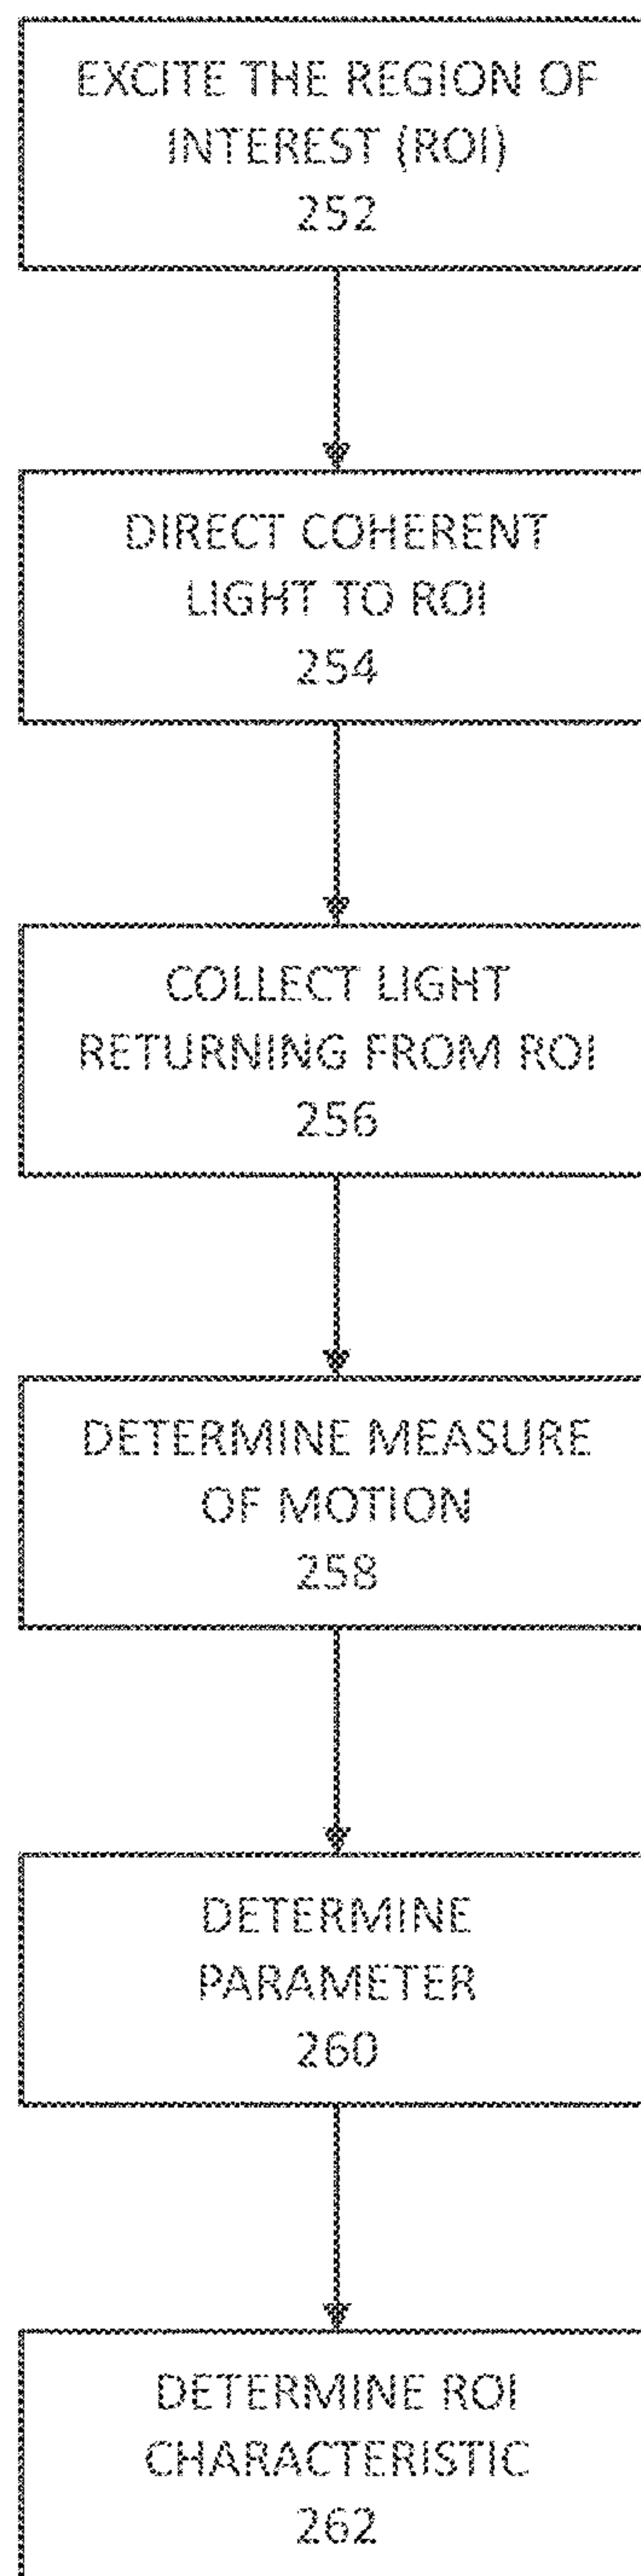 EXCITE THE REGION OF
INTEREST (ROI)
252
DIRECT COHERENT
LIGHT TO ROI
254
COLLECT LIGHT
RETURNING FROM ROI
256
DETERMINE MEASURE
OF MOTION
258
DETERMINE
PARAMETER
260
DETERMINE ROI
CHARACTERISTIC
262